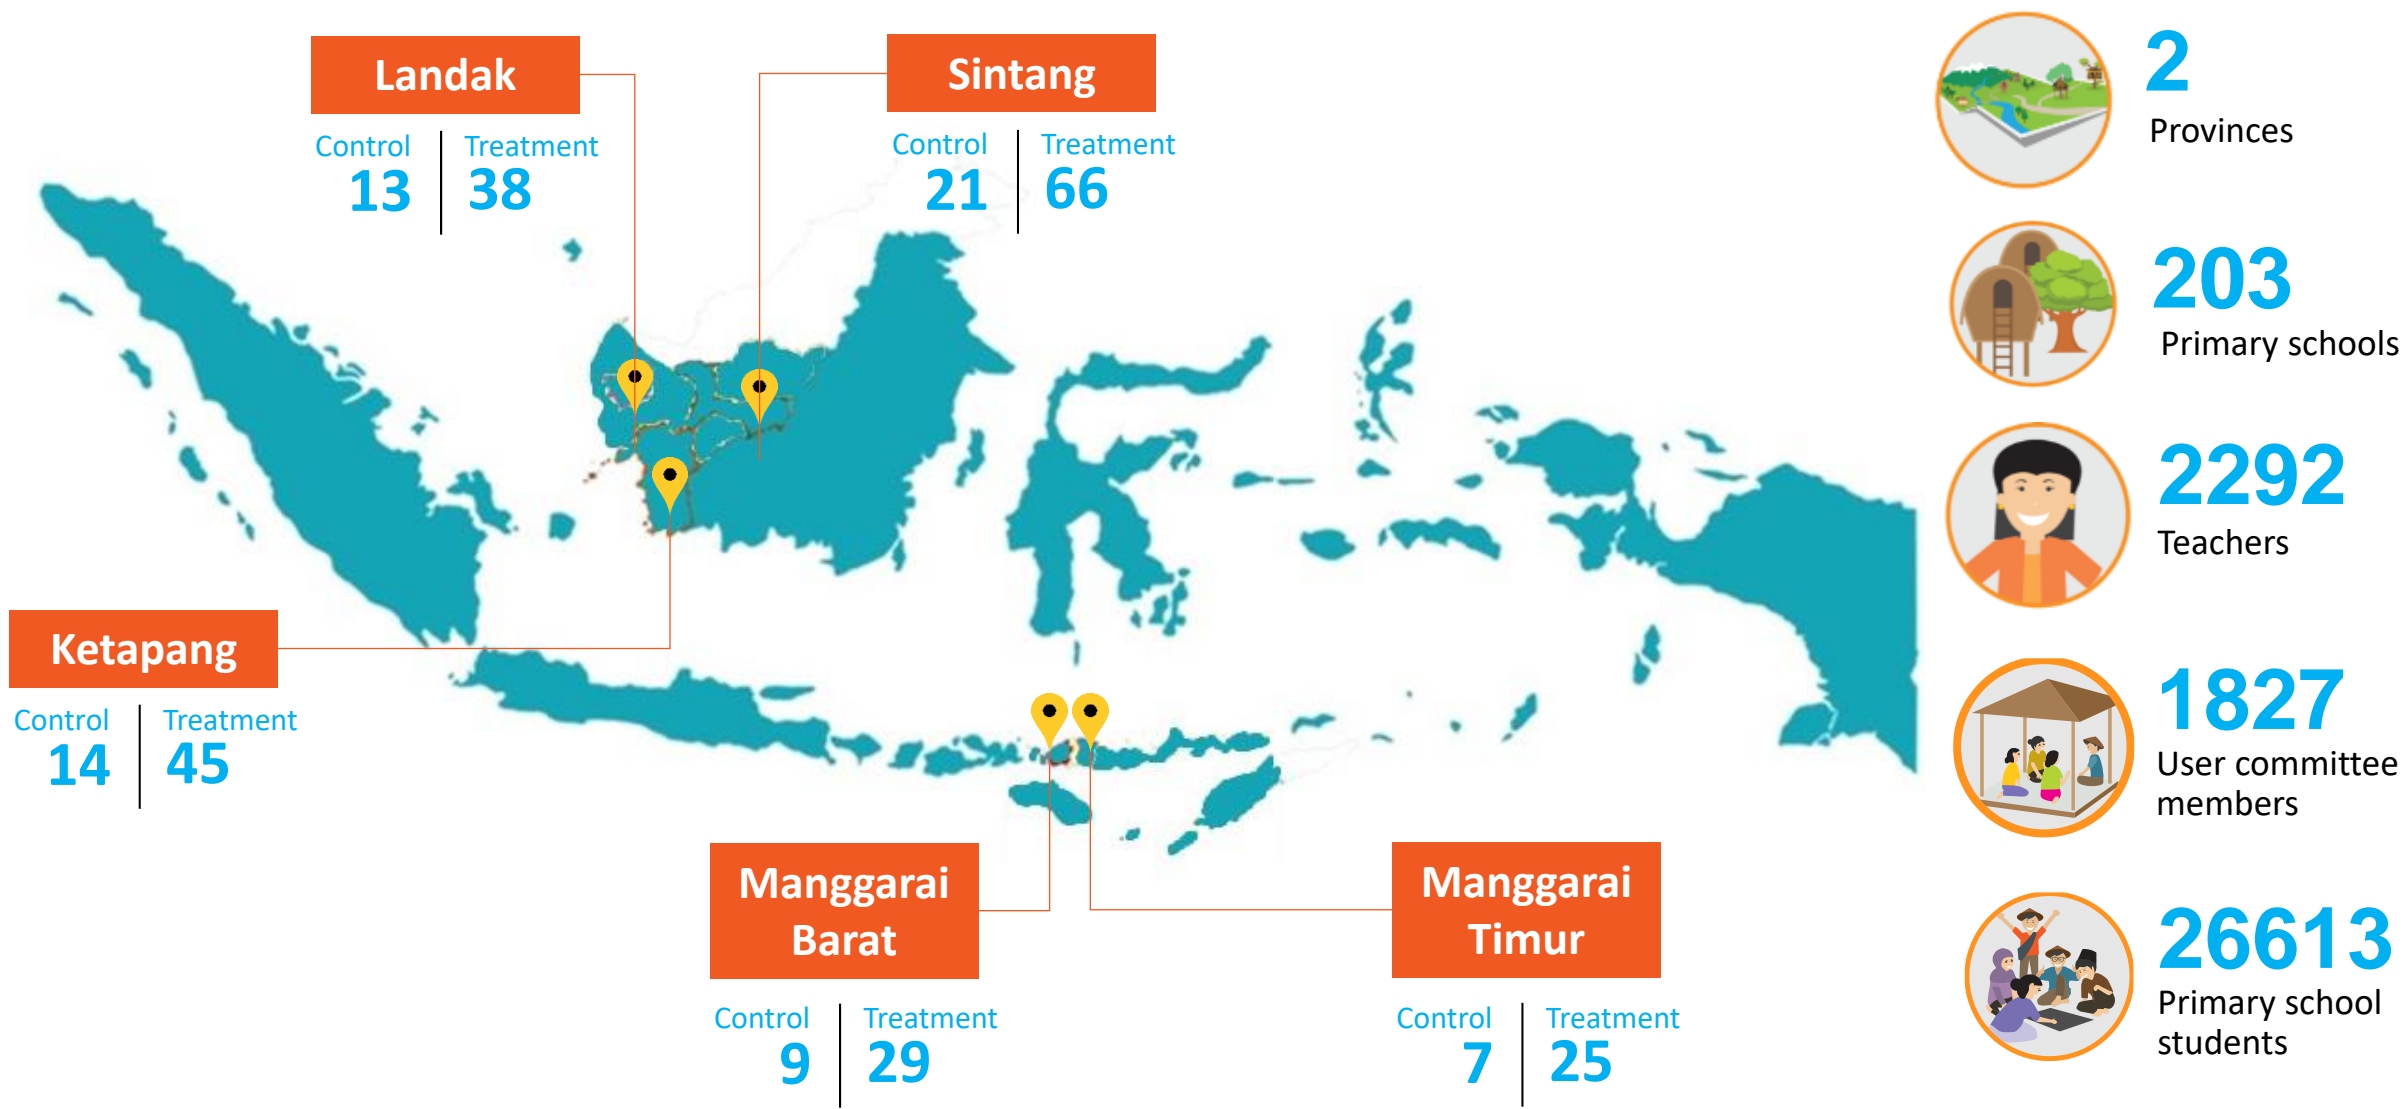 Landak
Control Treatment
13 38
Sintang
Control Treatment
21 66
Ketapang
Control Treatment
14 45
Manggarai
Barat
Control Treatment
9 29
Manggarai
Timur
Control Treatment
7 25
2
Provinces
203
Primary schools
2292
Teachers
1827
User committee
members
26613
Primary school
students